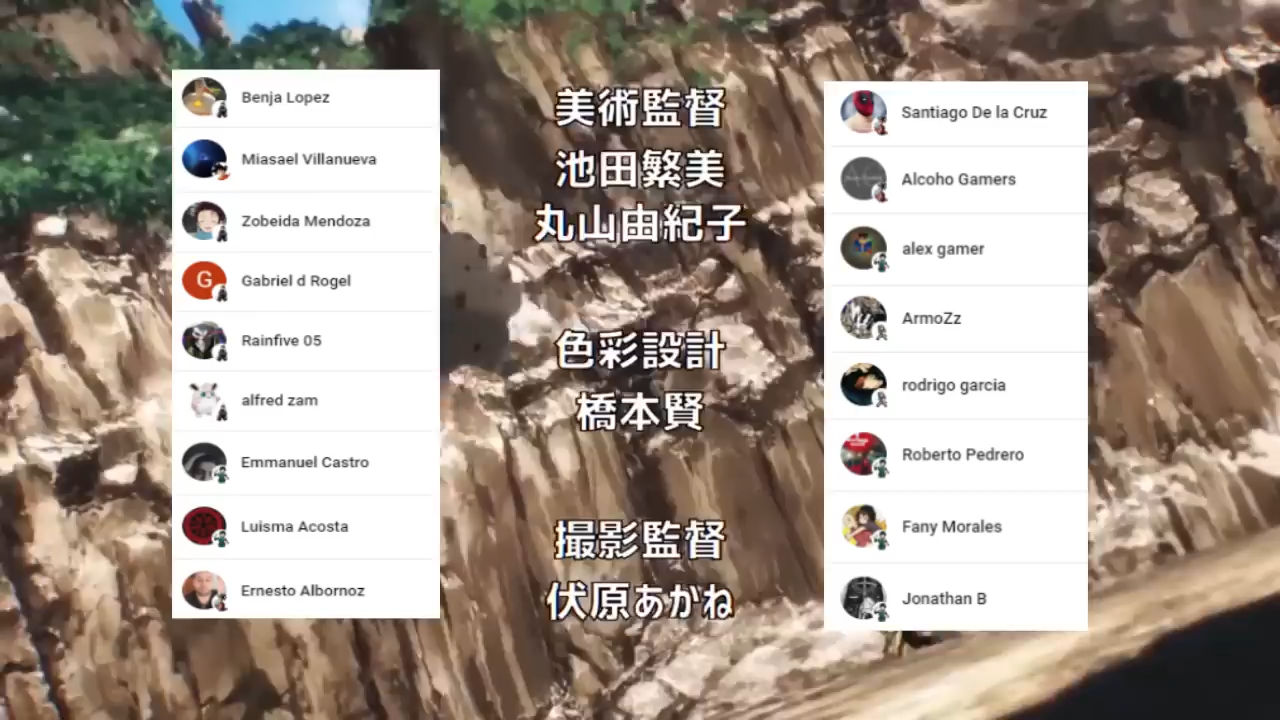 Benja Lopez
Miasael Villanueva
Zobeida Mendoza
G
Gabriel d Rogel
Rainfive 05
alfred zam
Emmanuel Castro
Luisma Acosta
Ernesto Albornoz
美術監督
池田繁美
丸山由紀子
色彩設計
橋本賢
撮影監督
伏原あかね
Santiago De la Cruz
Alcoho Gamers
alex gamer
ArmoZz
rodrigo garcia
Roberto Pedrero
Fany Morales
Jonathan B